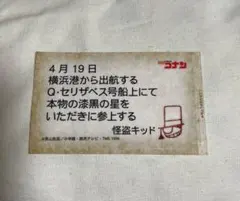 コナン
4月19日
横浜港から出航する
Q・セリザベス号船上にて
本物の漆黒の星を
いただきに参上する
怪盗キッド